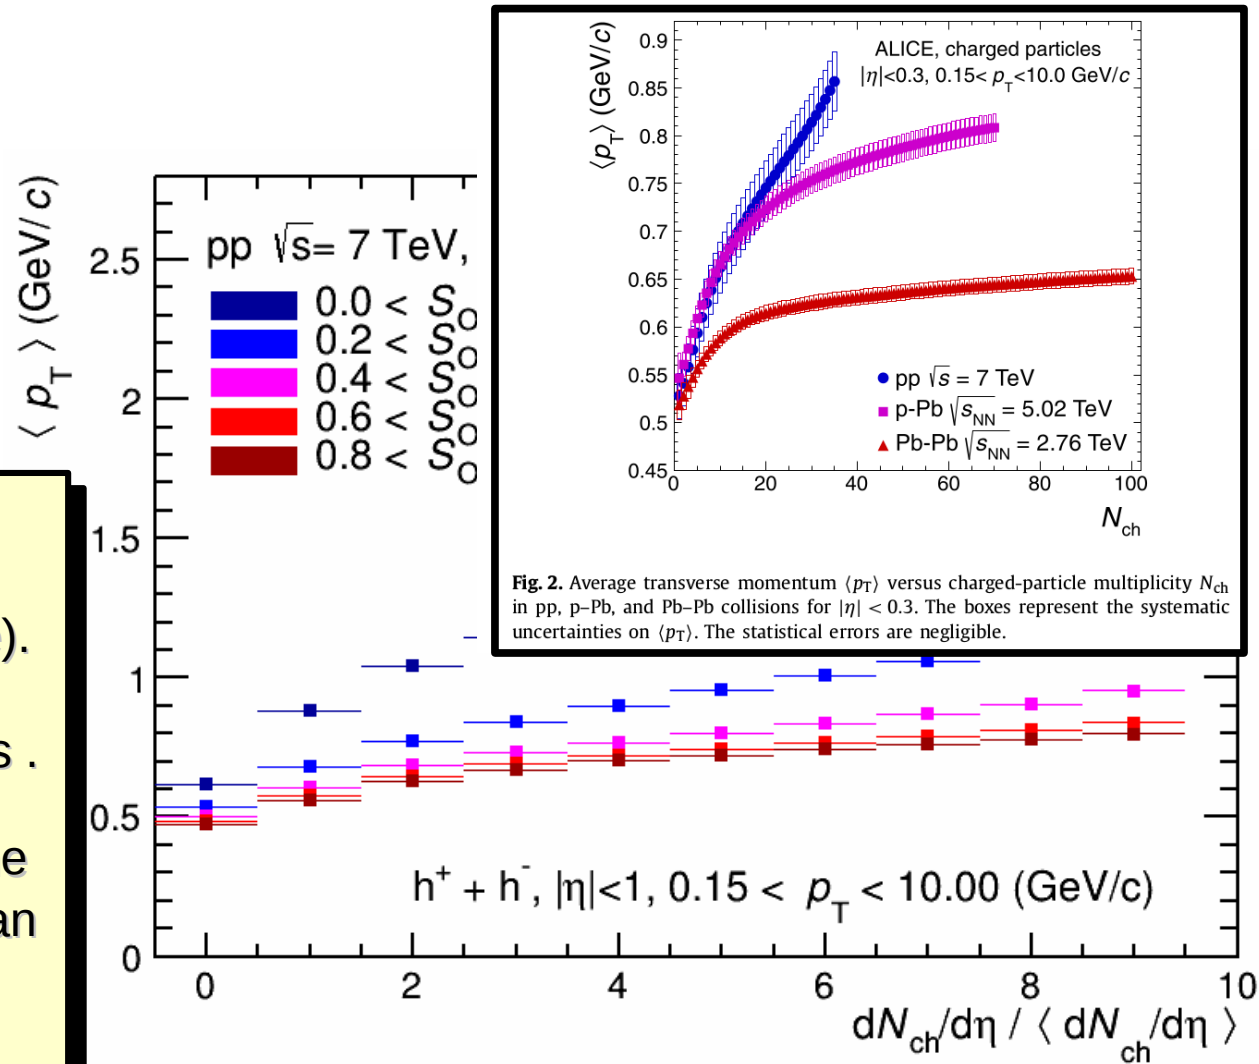 ⟨p_T⟩ (GeV/c)
0.9
0.85
0.8
0.75
0.7
0.65
0.6
0.55
0.5
0.45
ALICE, charged particles
|η|<0.3, 0.15< p_T<10.0 GeV/c
pp √s = 7 TeV
p-Pb √s_NN = 5.02 TeV
Pb-Pb √s_NN = 2.76 TeV
0 20 40 60 80 100
N_ch
Fig. 2. Average transverse momentum ⟨p_T⟩ versus charged-particle multiplicity N_ch
in pp, p–Pb, and Pb–Pb collisions for |η| < 0.3. The boxes represent the systematic
uncertainties on ⟨p_T⟩. The statistical errors are negligible.
⟨ p_T ⟩ (GeV/c)
2.5
2
1.5
1
0.5
0
pp √s= 7 TeV,
0.0 < S_O
0.2 < S_O
0.4 < S_O
0.6 < S_O
0.8 < S_O
h⁺ + h⁻, |η|<1, 0.15 < p_T < 10.00 (GeV/c)
0 2 4 6 8 10
dN_ch/dη / ⟨ dN_ch/dη ⟩
).
s .
e
an